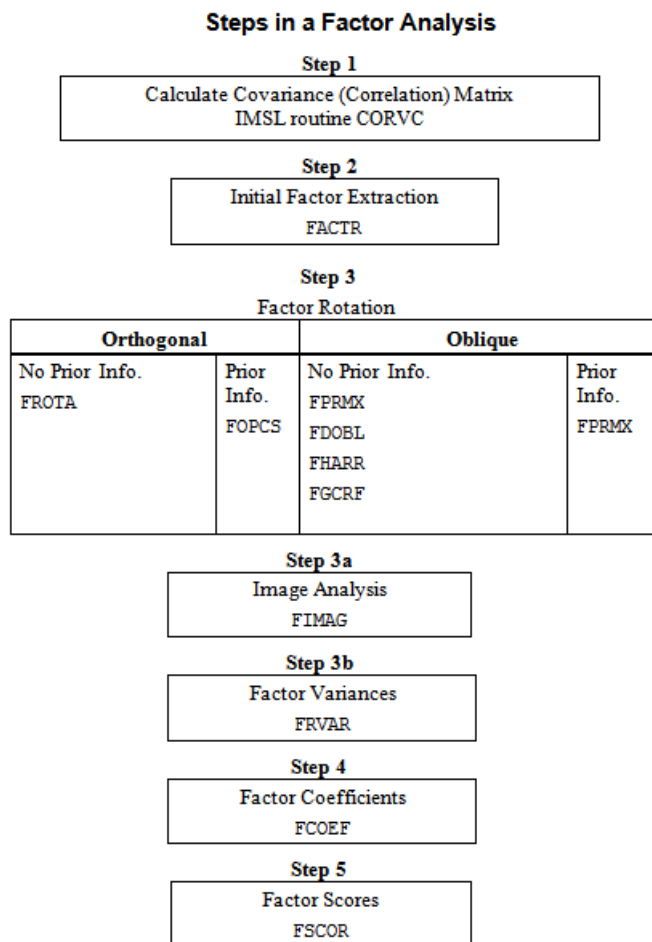 Steps in a Factor Analysis
Step 1
Calculate Covariance (Correlation) Matrix
IMSL routine CORVC
Step 2
Initial Factor Extraction
FACTR
Step 3
Factor Rotation
Orthogonal
Oblique
No Prior Info.
FROTA
Prior
Info.
FOPCS
No Prior Info.
FPRMX
FDOBL
FHARR
FGCRF
Prior
Info.
FPRMX
Step 3a
Image Analysis
FIMAG
Step 3b
Factor Variances
FRVAR
Step 4
Factor Coefficients
FCOEF
Step 5
Factor Scores
FSCOR